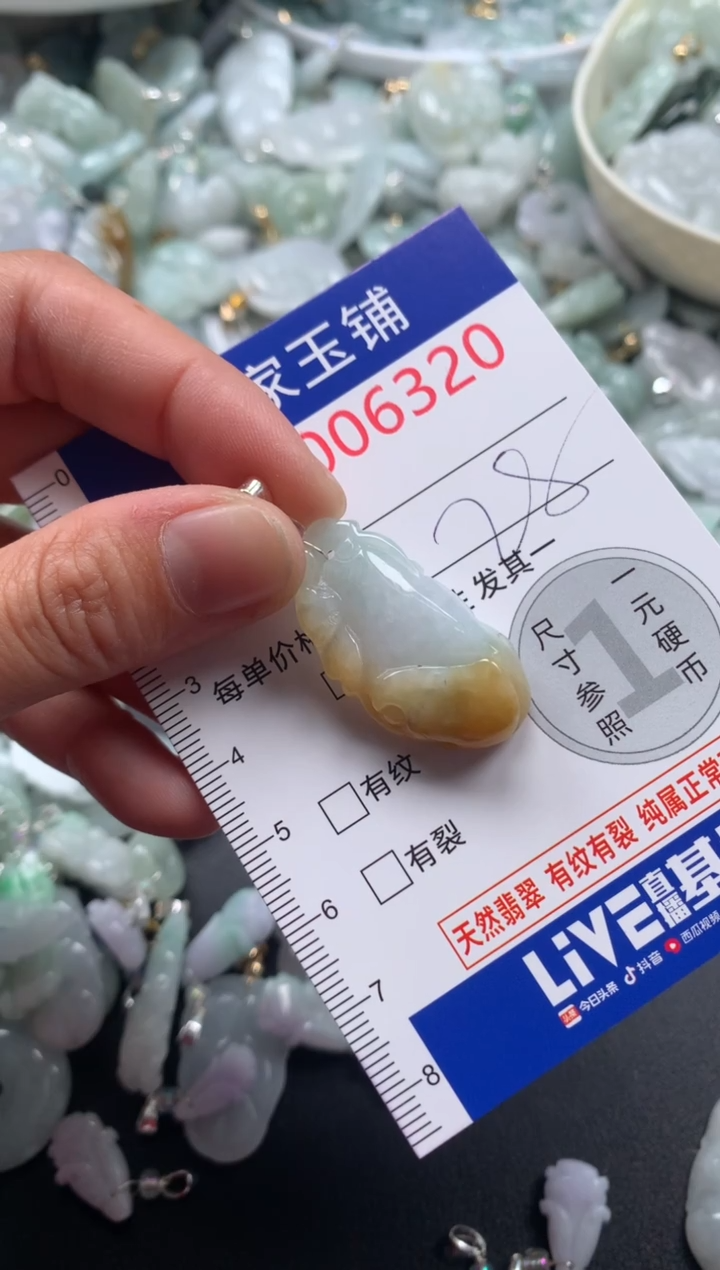 家玉铺
006320
28
发其一
每单价格
一元硬币
1
尺寸参照
有纹
有裂
天然翡翠 有纹有裂 纯属正常
LiVE直播基
今日头条 抖音 西瓜视频
0
3
4
5
6
7
8